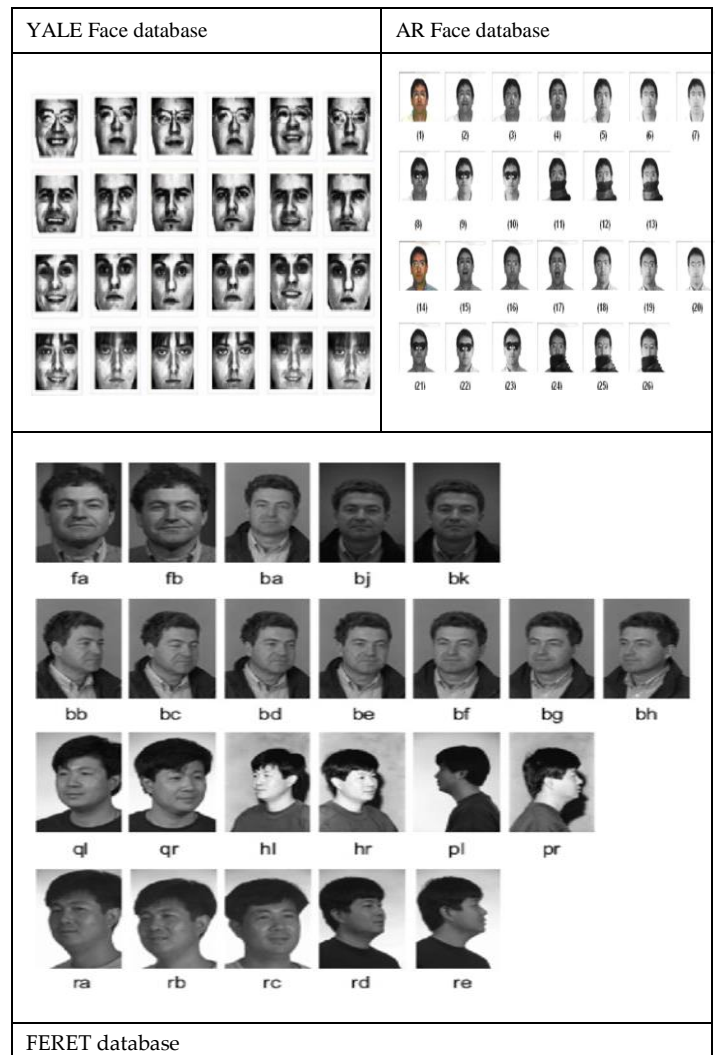 YALE Face database
AR Face database
(1) (2) (3) (4) (5) (6) (7)
(8) (9) (10) (11) (12) (13)
(14) (15) (16) (17) (18) (19) (20)
(21) (22) (23) (24) (25) (26)
fa fb ba bj bk
bb bc bd be bf bg bh
ql qr hl hr pl pr
ra rb rc rd re
FERET database